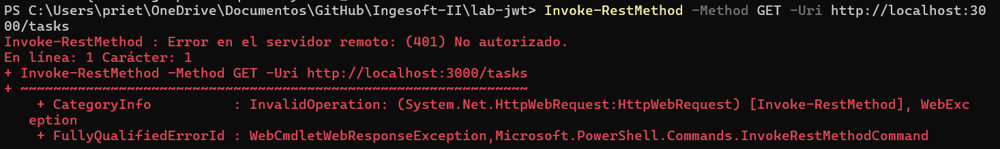 PS C:\Users\priet\OneDrive\Documentos\GitHub\Ingesoft-II\lab-jwt> Invoke-RestMethod -Method GET -Uri http://localhost:30
00/tasks
Invoke-RestMethod : Error en el servidor remoto: (401) No autorizado.
En línea: 1 Carácter: 1
+ Invoke-RestMethod -Method GET -Uri http://localhost:3000/tasks
+ ~~~~~~~~~~~~~~~~~~~~~~~~~~~~~~~~~~~~~~~~~~~~~~~~~~~~~~~~~~~~~~
    + CategoryInfo          : InvalidOperation: (System.Net.HttpWebRequest:HttpWebRequest) [Invoke-RestMethod], WebExc
   eption
    + FullyQualifiedErrorId : WebCmdletWebResponseException,Microsoft.PowerShell.Commands.InvokeRestMethodCommand